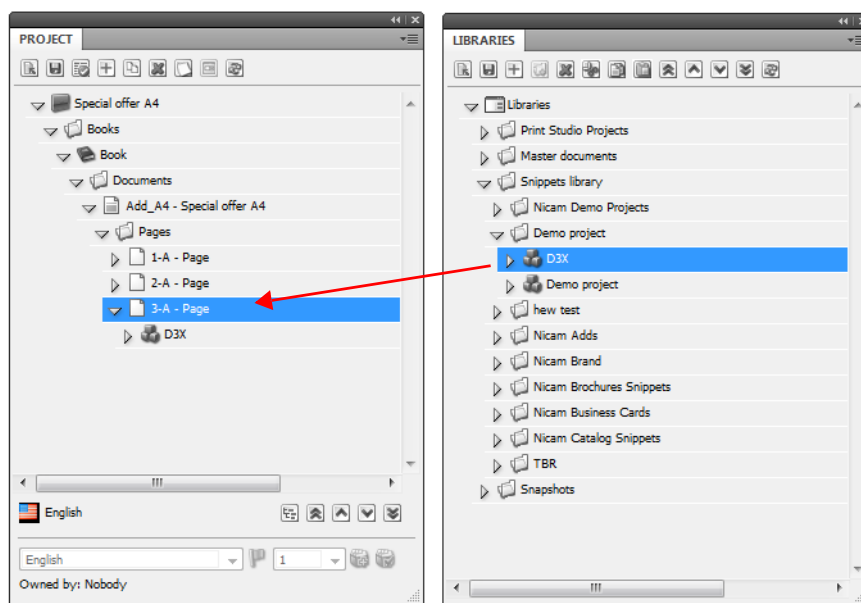 PROJECT
Special offer A4
Books
Book
Documents
Add_A4 - Special offer A4
Pages
1-A - Page
2-A - Page
3-A - Page
D3X
English
English
1
Owned by: Nobody
LIBRARIES
Libraries
Print Studio Projects
Master documents
Snippets library
Nicam Demo Projects
Demo project
D3X
Demo project
hew test
Nicam Adds
Nicam Brand
Nicam Brochures Snippets
Nicam Business Cards
Nicam Catalog Snippets
TBR
Snapshots